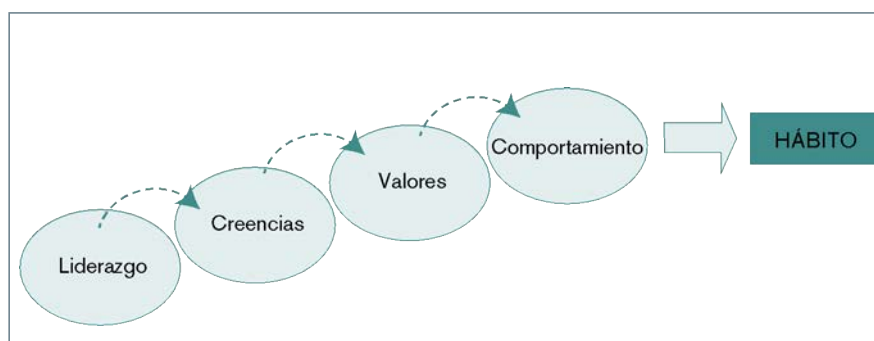 Liderazgo
Creencias
Valores
Comportamiento
HÁBITO